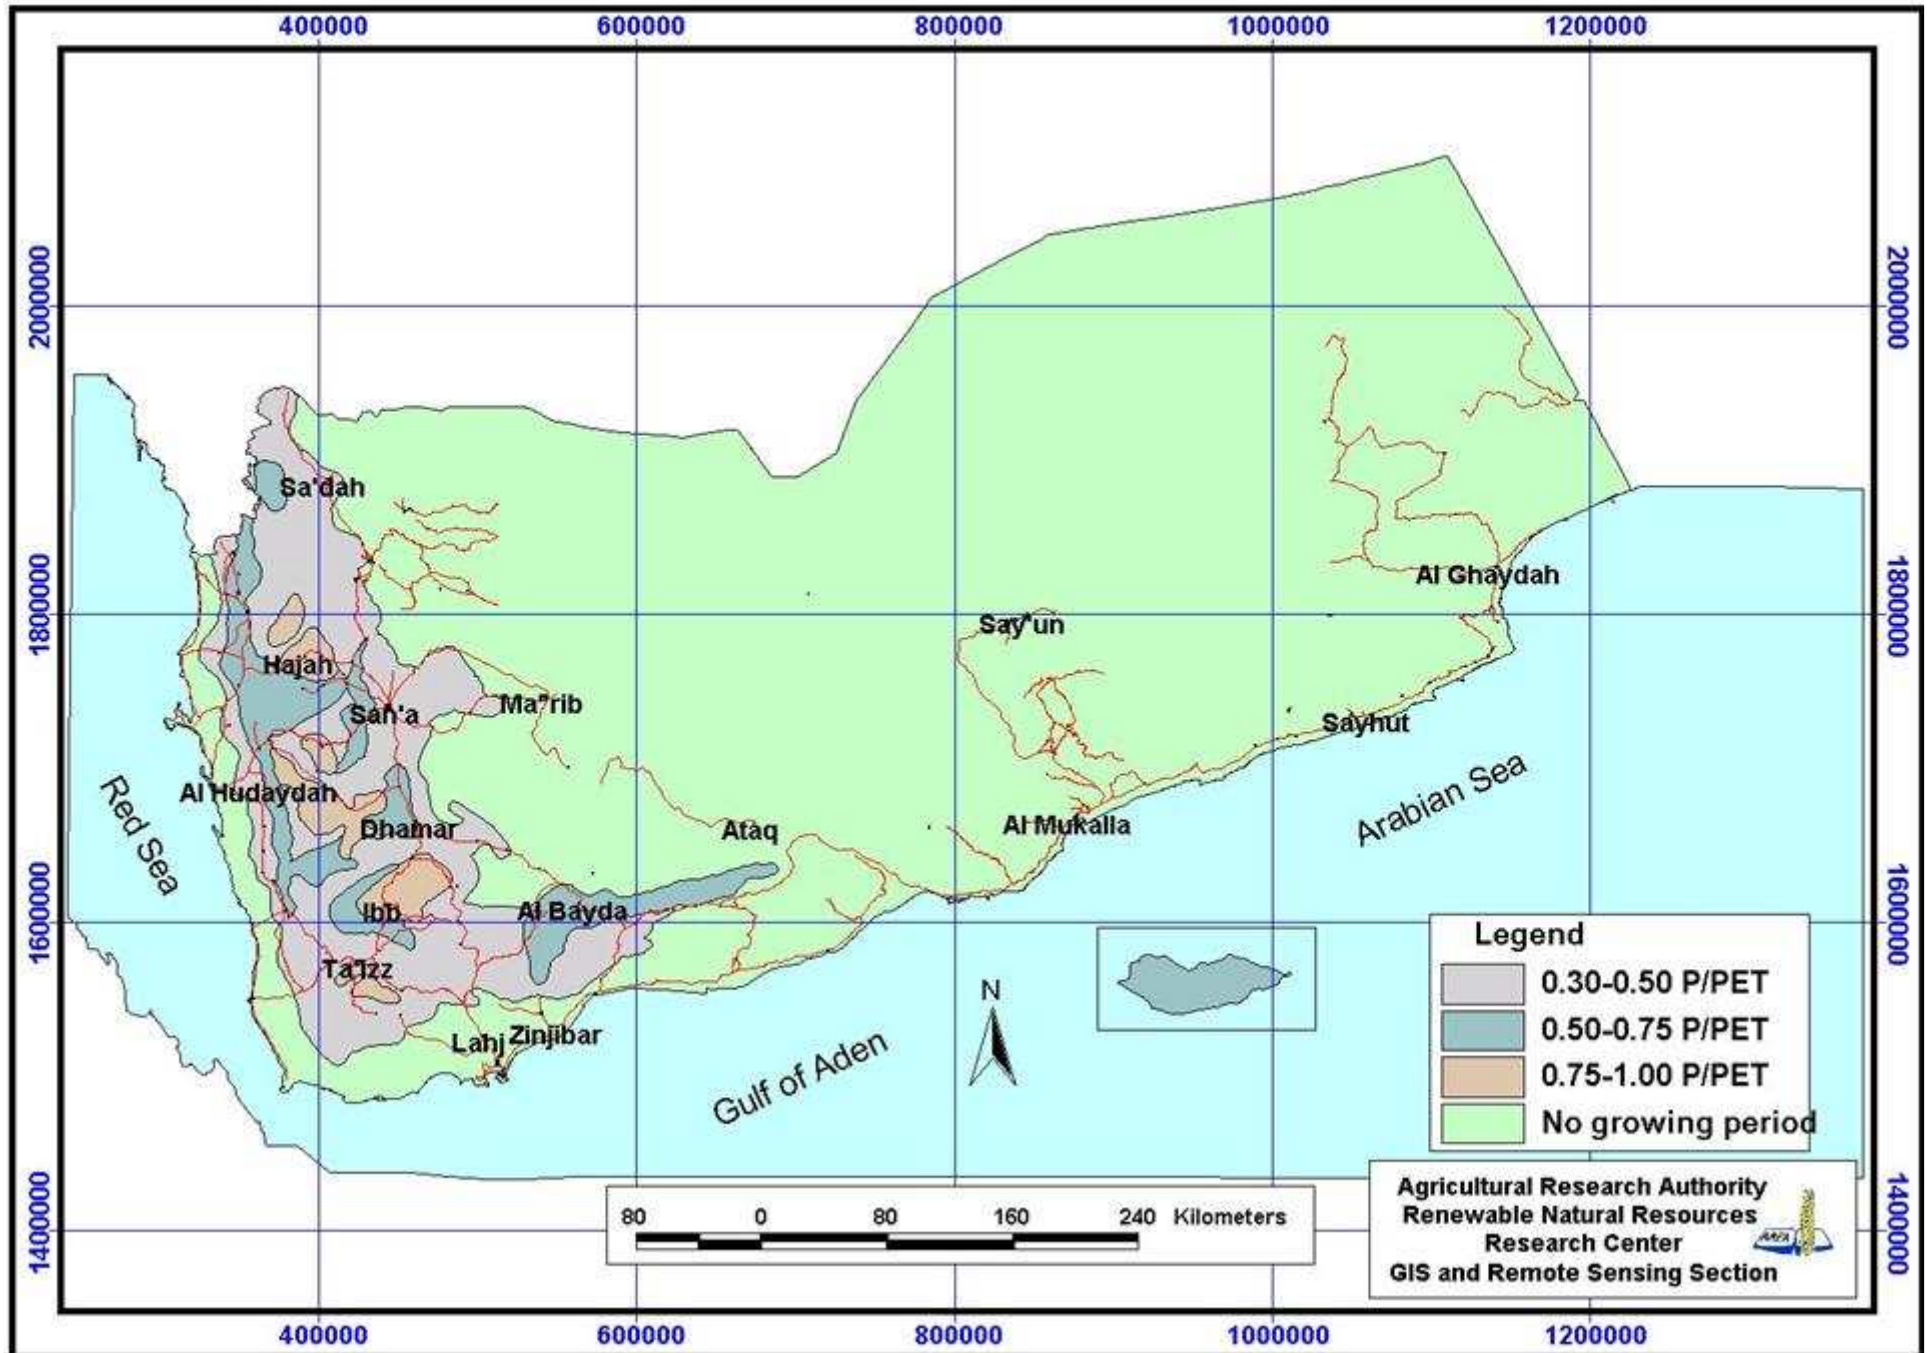 400000 600000 800000 1000000 1200000
2000000 2000000
Sa'dah
Al Ghaydah
1800000 1800000
Say'un
Hajah
San'a
Ma'rib
Sayhut
Red Sea
Al Hudaydah
Arabian Sea
Dhamar
Ataq
Al Mukalla
Ibb
Al Bayda
1600000 1600000
Ta'izz
Lahj
Zinjibar
Gulf of Aden
N
Legend
0.30-0.50 P/PET
0.50-0.75 P/PET
0.75-1.00 P/PET
No growing period
80 0 80 160 240 Kilometers
Agricultural Research Authority
Renewable Natural Resources
Research Center
GIS and Remote Sensing Section
AREA
1400000 1400000
400000 600000 800000 1000000 1200000